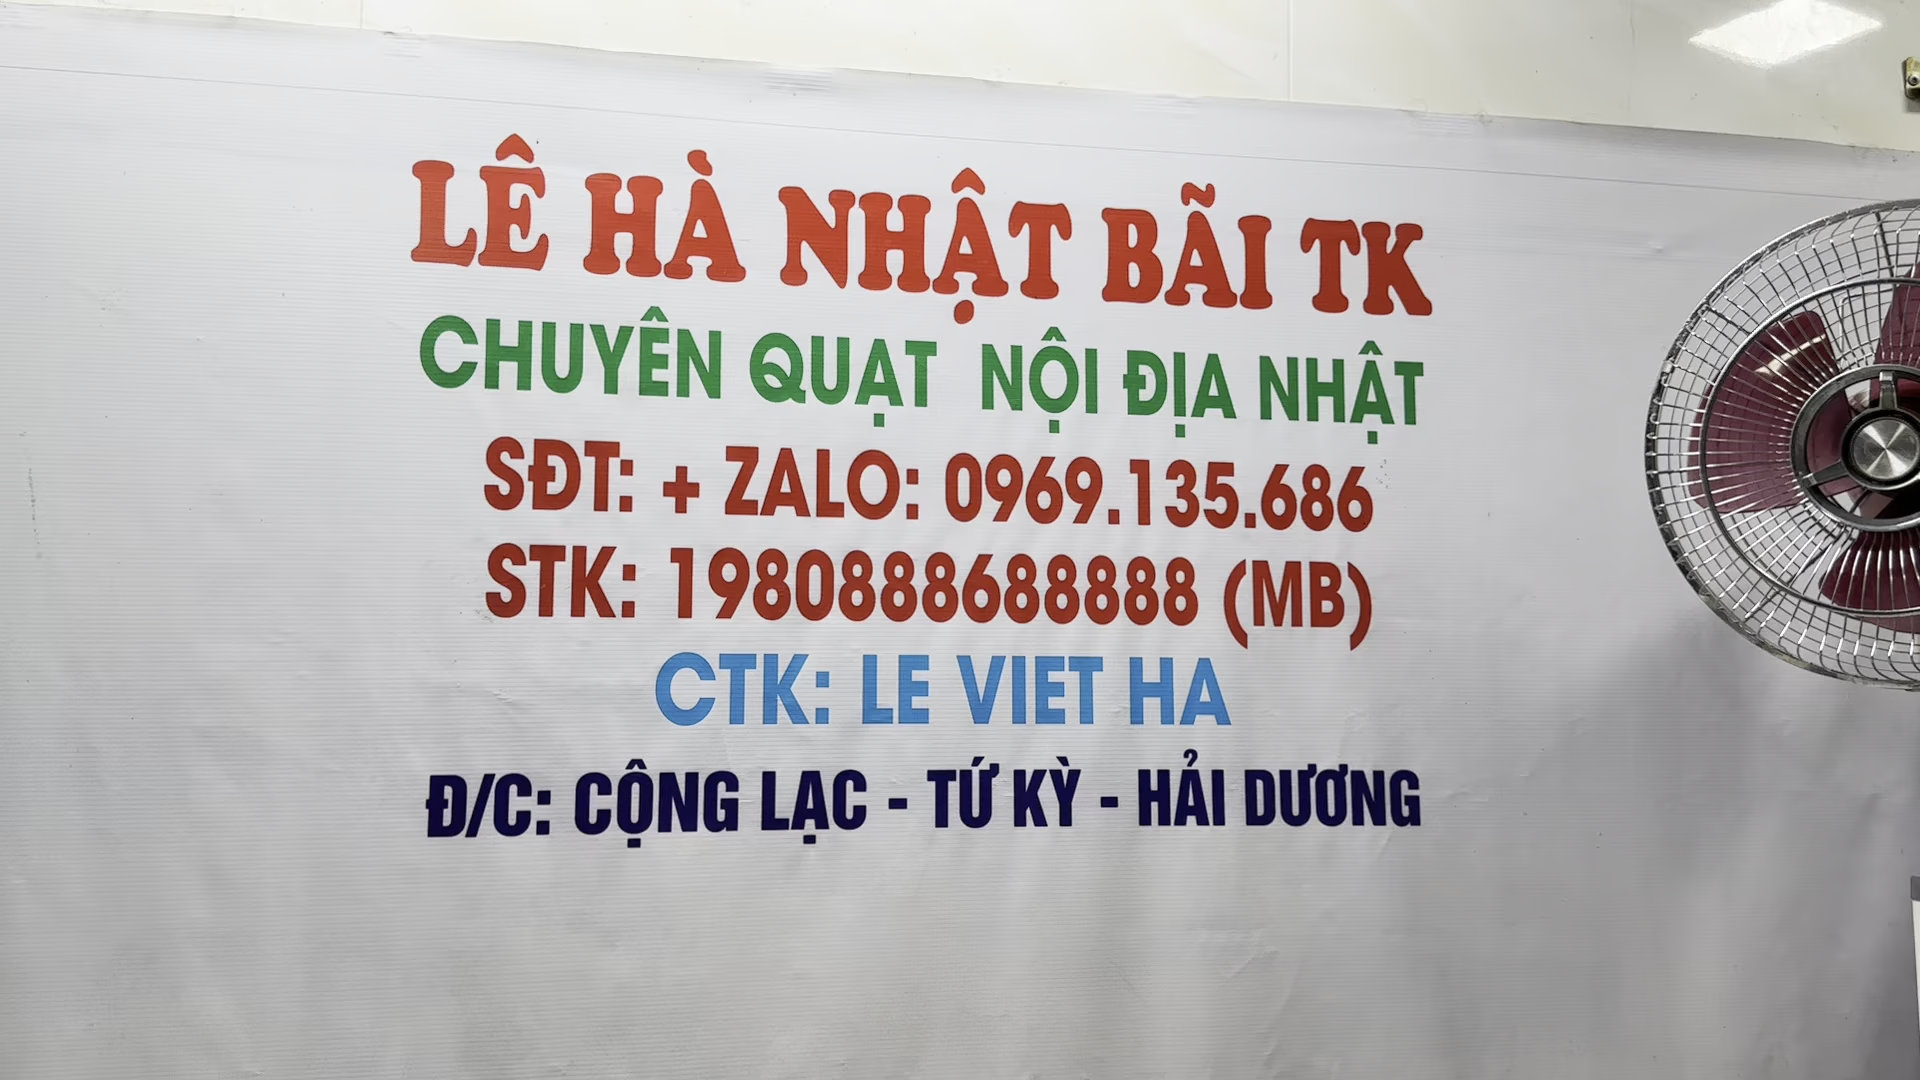 LÊ HÀ NHẬT BÃI TK
CHUYÊN QUẠT NỘI ĐỊA NHẬT
SĐT: + ZALO: 0969.135.686
STK: 1980888688888 (MB)
CTK: LE VIET HA
Đ/C: CỘNG LẠC - TỨ KỲ - HẢI DƯƠNG